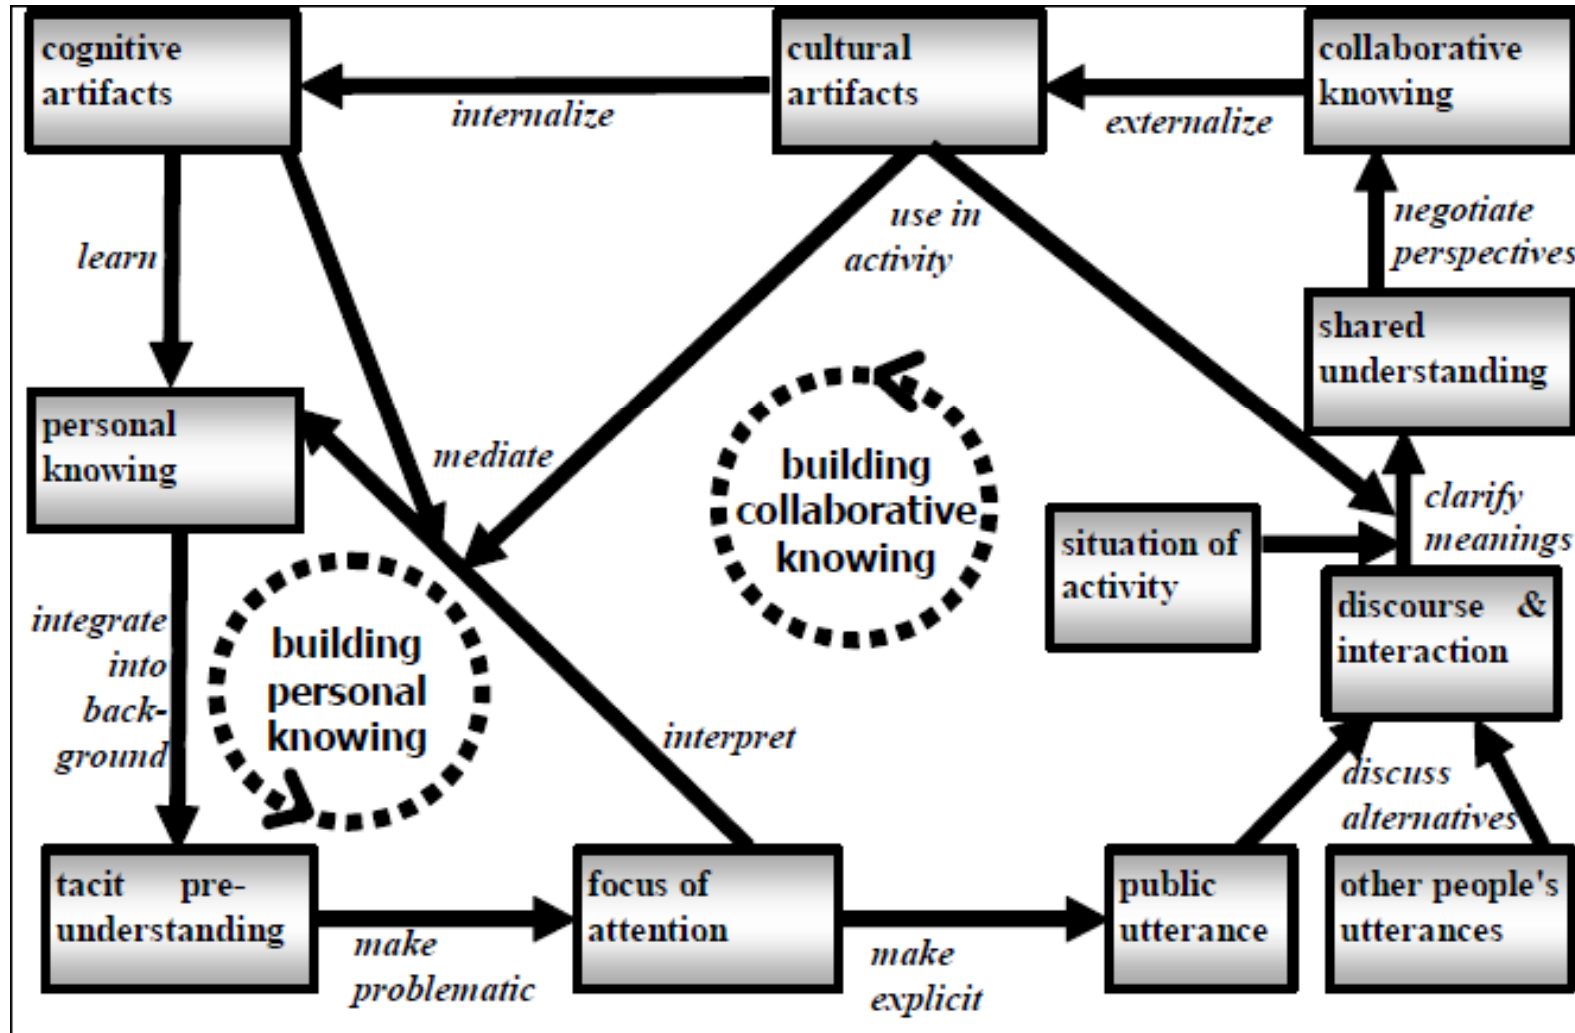 cognitive
artifacts
internalize
cultural
artifacts
externalize
collaborative
knowing
learn
use in
activity
negotiate
perspectives
shared
understanding
personal
knowing
mediate
building
collaborative
knowing
clarify
meanings
situation of
activity
discourse &
interaction
integrate
into
back-
ground
building
personal
knowing
interpret
discuss
alternatives
tacit pre-
understanding
make
problematic
focus of
attention
make
explicit
public
utterance
other people's
utterances